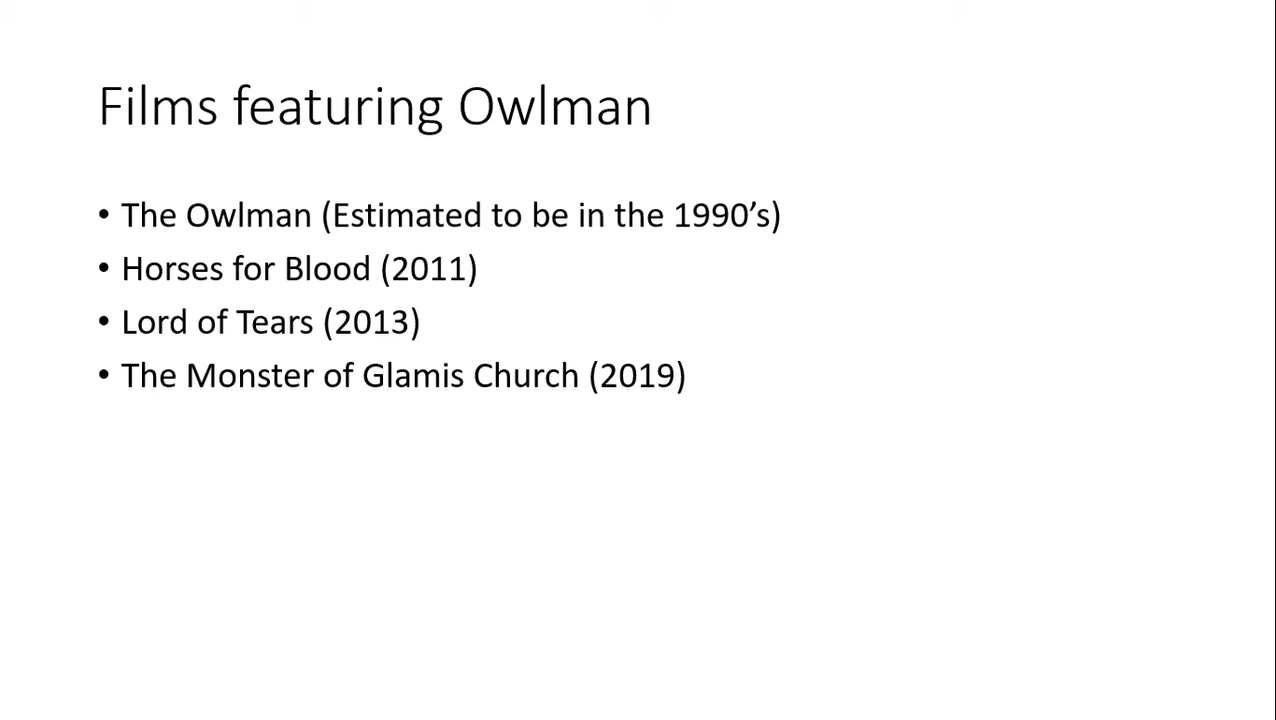 Films featuring Owlman
• The Owlman (Estimated to be in the 1990’s)
• Horses for Blood (2011)
• Lord of Tears (2013)
• The Monster of Glamis Church (2019)